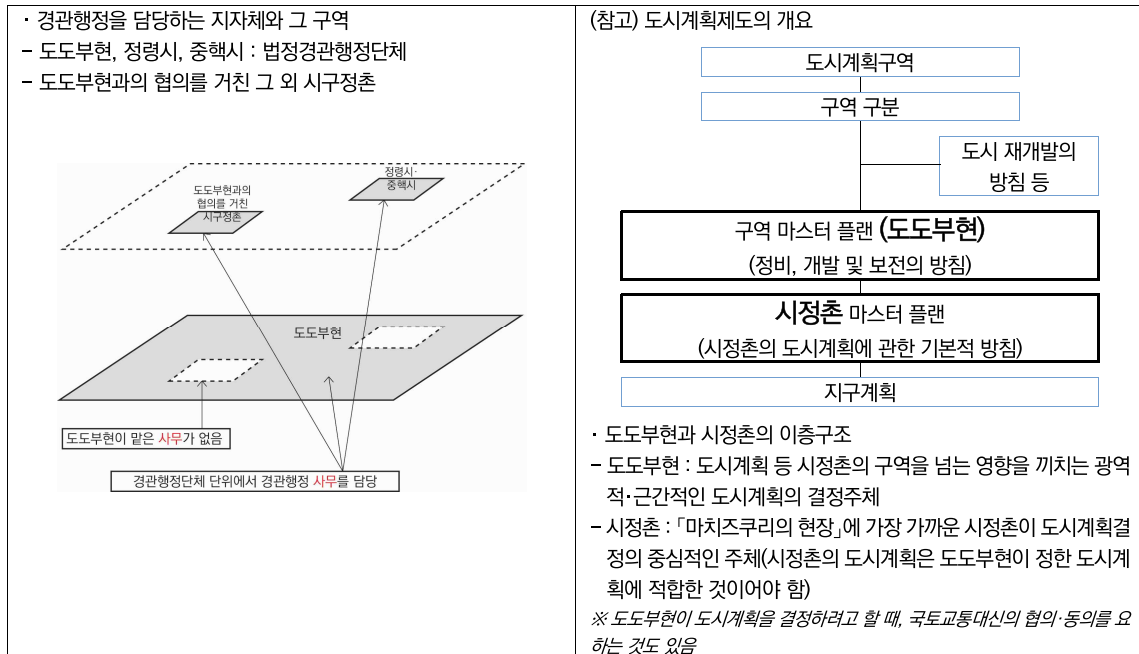 · 경관행정을 담당하는 지자체와 그 구역
– 도도부현, 정령시, 중핵시 : 법정경관행정단체
– 도도부현과의 협의를 거친 그 외 시구정촌
정령시·
중핵시
도도부현과의
협의를 거친
시구정촌
도도부현
도도부현이 맡은 사무가 없음
경관행정단체 단위에서 경관행정 사무를 담당
(참고) 도시계획제도의 개요
도시계획구역
구역 구분
도시 재개발의
방침 등
구역 마스터 플랜 (도도부현)
(정비, 개발 및 보전의 방침)
시정촌 마스터 플랜
(시정촌의 도시계획에 관한 기본적 방침)
지구계획
· 도도부현과 시정촌의 이층구조
– 도도부현 : 도시계획 등 시정촌의 구역을 넘는 영향을 끼치는 광역
적·근간적인 도시계획의 결정주체
– 시정촌 : 「마치즈쿠리의 현장」에 가장 가까운 시정촌이 도시계획결
정의 중심적인 주체(시정촌의 도시계획은 도도부현이 정한 도시계
획에 적합한 것이어야 함)
※ 도도부현이 도시계획을 결정하려고 할 때, 국토교통대신의 협의·동의를 요
하는 것도 있음